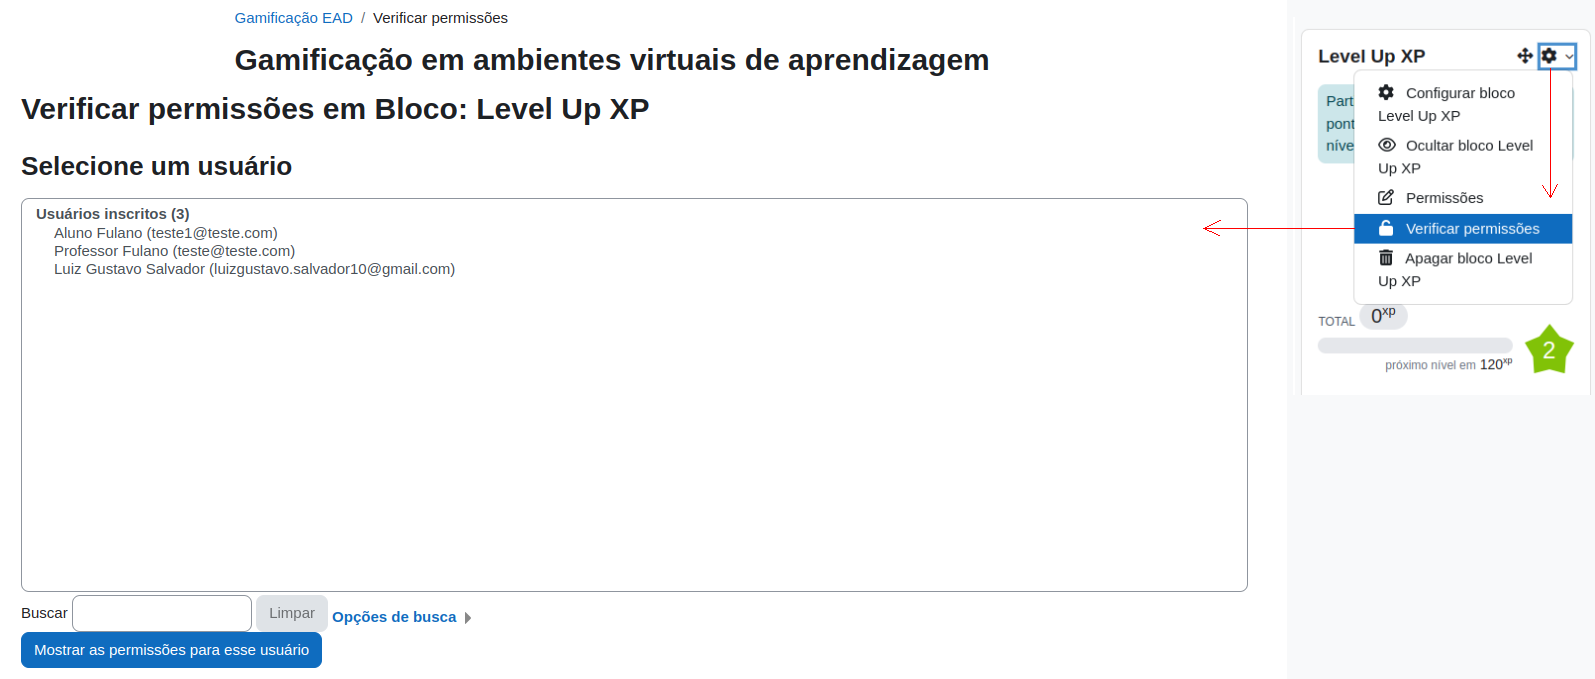 Gamificação EAD / Verificar permissões
Gamificação em ambientes virtuais de aprendizagem
Verificar permissões em Bloco: Level Up XP
Selecione um usuário
Usuários inscritos (3)
Aluno Fulano (teste1@teste.com)
Professor Fulano (teste@teste.com)
Luiz Gustavo Salvador (luizgustavo.salvador10@gmail.com)
Buscar
Limpar
Opções de busca
Mostrar as permissões para esse usuário
Level Up XP
Part
pont
níve
Configurar bloco
Level Up XP
Ocultar bloco Level
Up XP
Permissões
Verificar permissões
Apagar bloco Level
Up XP
TOTAL 0xp
2
próximo nível em 120xp